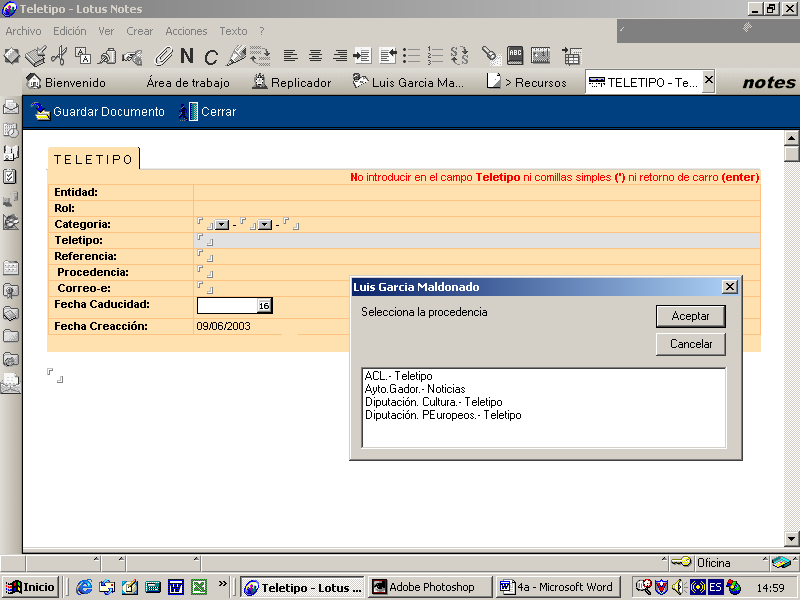 Teletipo - Lotus Notes
Archivo Edición Ver Crear Acciones Texto ?
N C
ABC
Bienvenido Área de trabajo Replicador Luis Garcia Ma... > Recursos TELETIPO - Te... notes
Guardar Documento Cerrar
TELETIPO
No introducir en el campo Teletipo ni comillas simples (') ni retorno de carro (enter)
Entidad:
Rol:
Categoria: - -
Teletipo:
Referencia:
Procedencia:
Correo-e:
Fecha Caducidad: 16
Fecha Creacción: 09/06/2003
Luis Garcia Maldonado
Selecciona la procedencia
Aceptar
Cancelar
ACL.- Teletipo
Ayto.Gador.- Noticias
Diputación. Cultura.- Teletipo
Diputación. PEuropeos.- Teletipo
Oficina
Inicio » Teletipo - Lotus ... Adobe Photoshop 4a - Microsoft Word ES 14:59